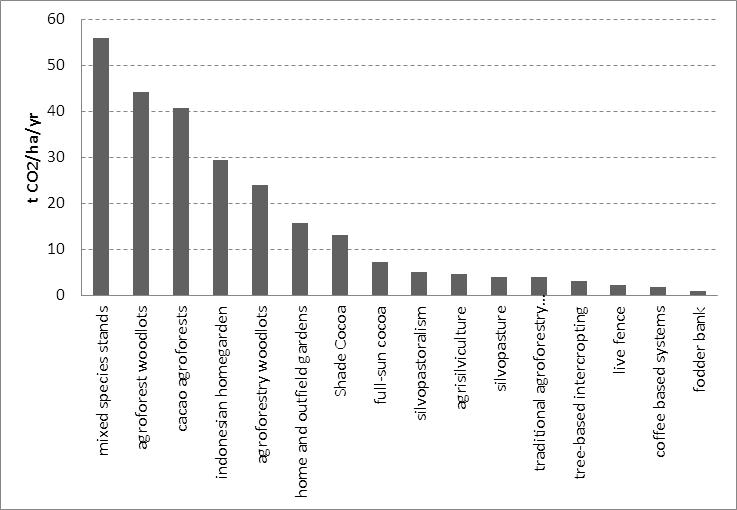 60
50
40
30
20
10
0
t CO2/ha/yr
mixed species stands
agroforest woodlots
cacao agroforests
indonesian homegarden
agroforestry woodlots
home and outfield gardens
Shade Cocoa
full-sun cocoa
silvopastoralism
agrisilviculture
silvopasture
traditional agroforestry...
tree-based intercropting
live fence
coffee based systems
fodder bank